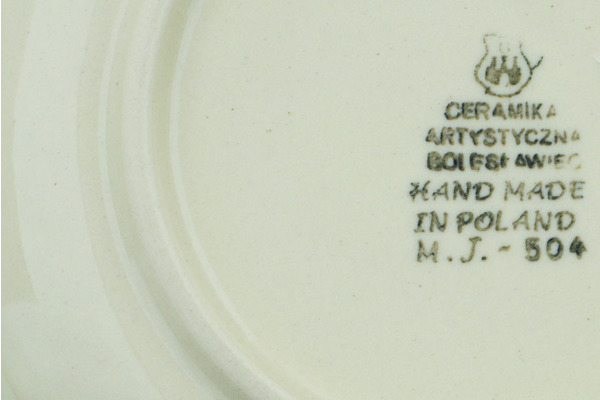 CERAMIKA
ARTYSTYCZNA
BOLESŁAWIEC
HAND MADE
IN POLAND
M.J.-504